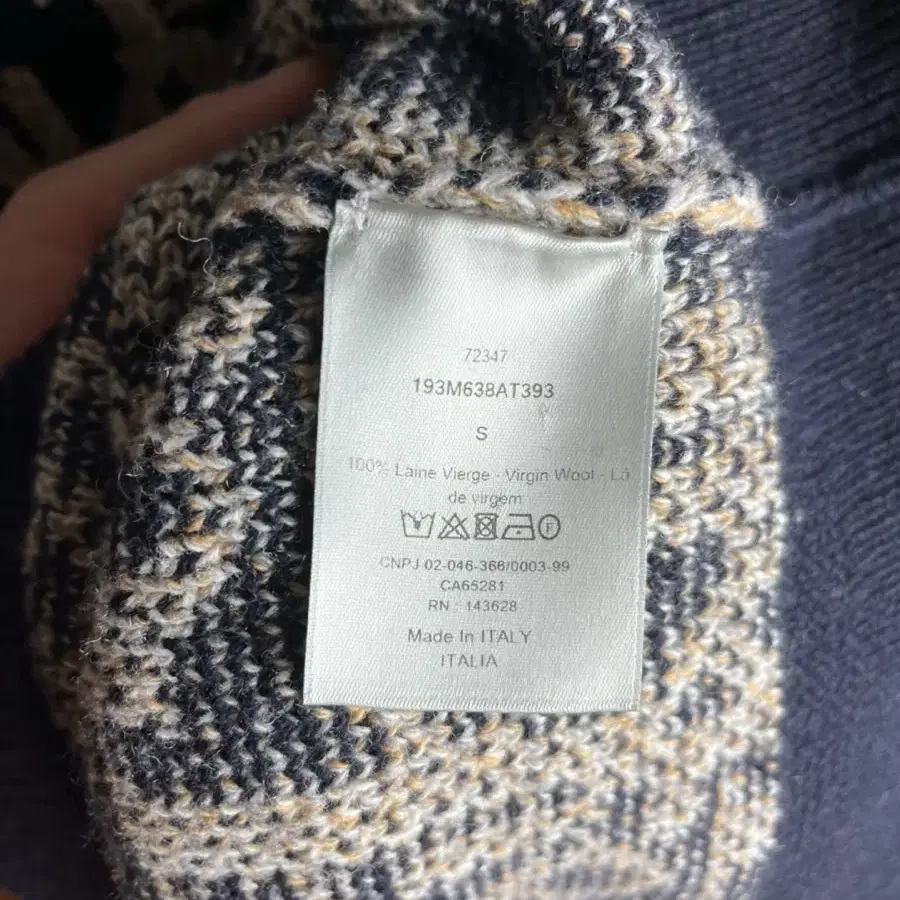 72347
193M638AT393
S
100% Laine Vierge - Virgin Wool - Lã
de virgem
F
CNPJ 02-046-366/0003-99
CA65281
RN : 143628
Made In ITALY
ITALIA